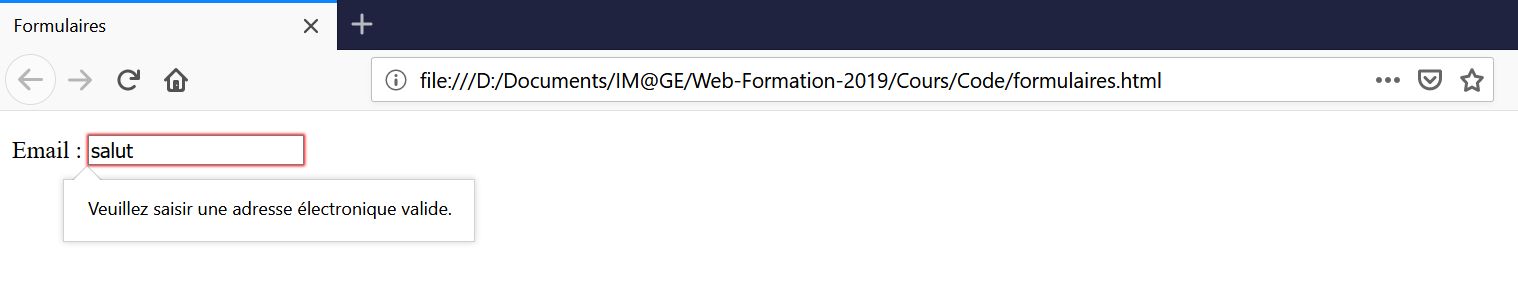 Formulaires
file:///D:/Documents/IM@GE/Web-Formation-2019/Cours/Code/formulaires.html
Email : salut
Veuillez saisir une adresse électronique valide.